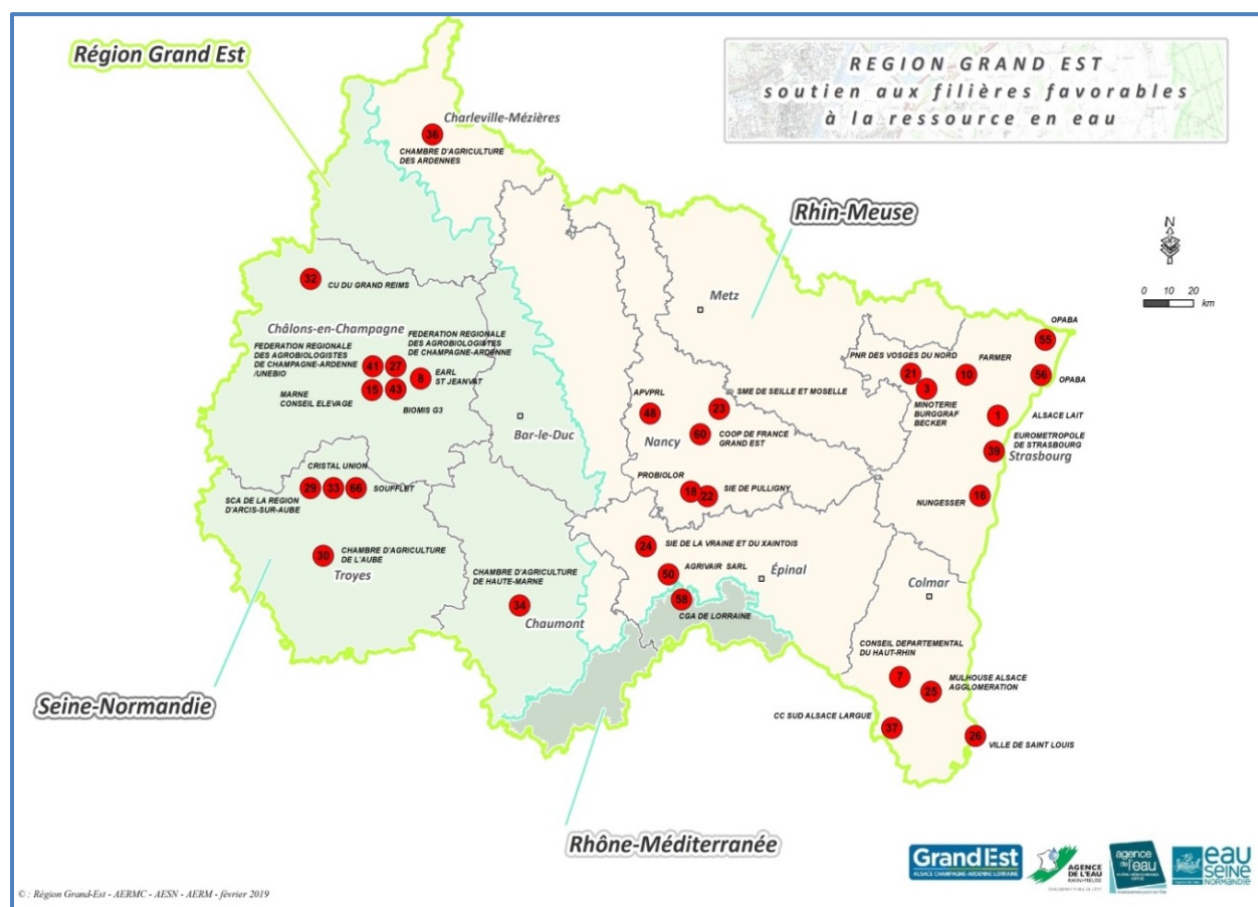 Région Grand Est
REGION GRAND EST
soutien aux filières favorables
à la ressource en eau
Charleville-Mézières
36
CHAMBRE D'AGRICULTURE
DES ARDENNES
Rhin-Meuse
N
0 10 20
km
32
CU DU GRAND REIMS
Metz
Châlons-en-Champagne
FEDERATION REGIONALE
DES AGROBIOLOGISTES
DE CHAMPAGNE-ARDENNE
/UNEBIO
41
27
FEDERATION REGIONALE
DES AGROBIOLOGISTES
DE CHAMPAGNE-ARDENNE
8
EARL
ST JEANVAT
MARNE
CONSEIL ELEVAGE
15
43
BIOMIS G3
Bar-le-Duc
APVPRL
48
SME DE SEILLE ET MOSELLE
23
Nancy
60
COOP DE FRANCE
GRAND EST
OPABA
55
PNR DES VOSGES DU NORD
21
FARMER
10
56
OPABA
3
MINOTERIE
BURGGRAF
BECKER
1
ALSACE LAIT
39
EUROMETROPOLE
DE STRASBOURG
Strasbourg
NUNGESSER
16
CRISTAL UNION
29
33
66
SOUFFLET
SCA DE LA REGION
D'ARCIS-SUR-AUBE
PROBIOLOR
18
22
SIE DE PULLIGNY
30
CHAMBRE D'AGRICULTURE
DE L'AUBE
Troyes
24
SIE DE LA VRAINE ET DU XAINTOIS
50
AGRIVAIR SARL
Épinal
58
CGA DE LORRAINE
CHAMBRE D'AGRICULTURE
DE HAUTE-MARNE
34
Chaumont
Colmar
CONSEIL DEPARTEMENTAL
DU HAUT-RHIN
7
25
MULHOUSE ALSACE
AGGLOMERATION
CC SUD ALSACE LARGUE
37
26
VILLE DE SAINT LOUIS
Seine-Normandie
Rhône-Méditerranée
GrandEst
ALSACE CHAMPAGNE-ARDENNE LORRAINE
AGENCE
DE L'EAU
RHIN-MEUSE
agence
de l'eau
eau
SEINE
NORMANDIE
© : Région Grand-Est - AERMC - AESN - AERM - février 2019